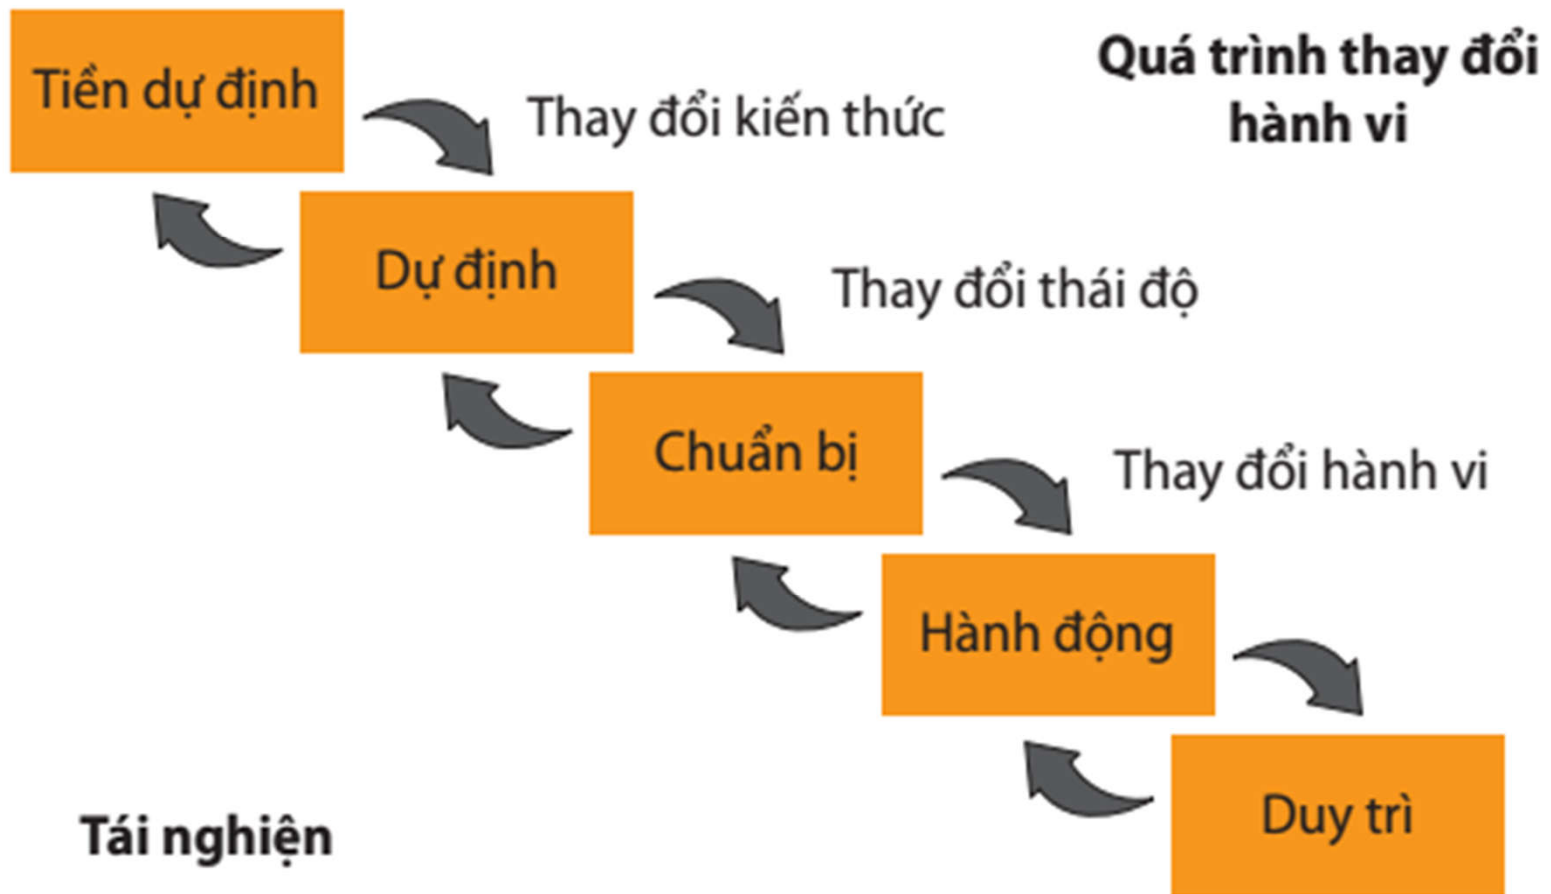 Quá trình thay đổi
hành vi
Tiền dự định
Thay đổi kiến thức
Dự định
Thay đổi thái độ
Chuẩn bị
Thay đổi hành vi
Hành động
Duy trì
Tái nghiện